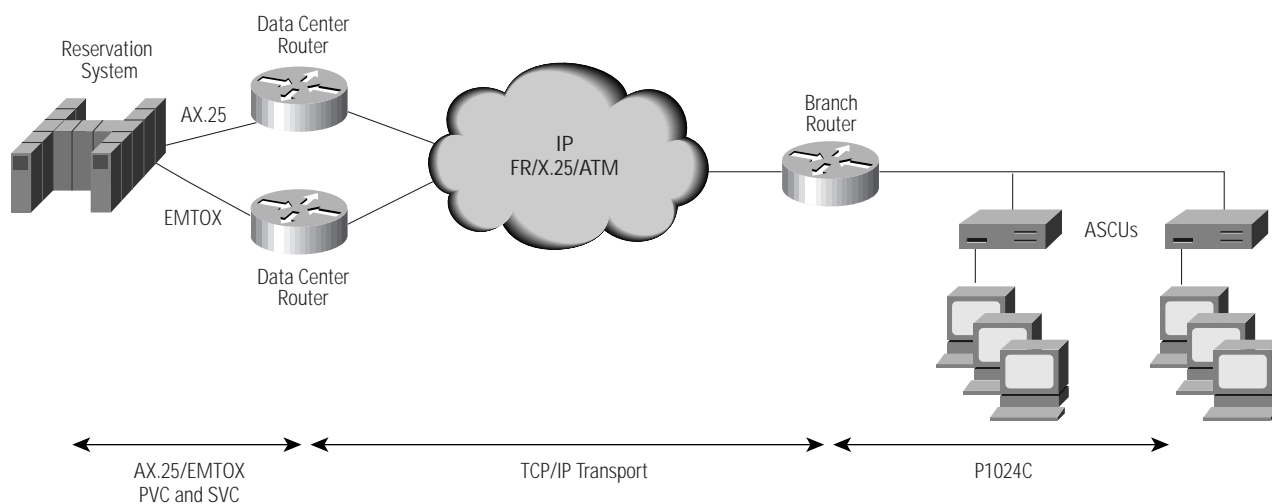 Data Center
Router
Reservation
System
AX.25
Branch
Router
IP
FR/X.25/ATM
EMTOX
ASCUs
Data Center
Router
AX.25/EMTOX
PVC and SVC
TCP/IP Transport
P1024C